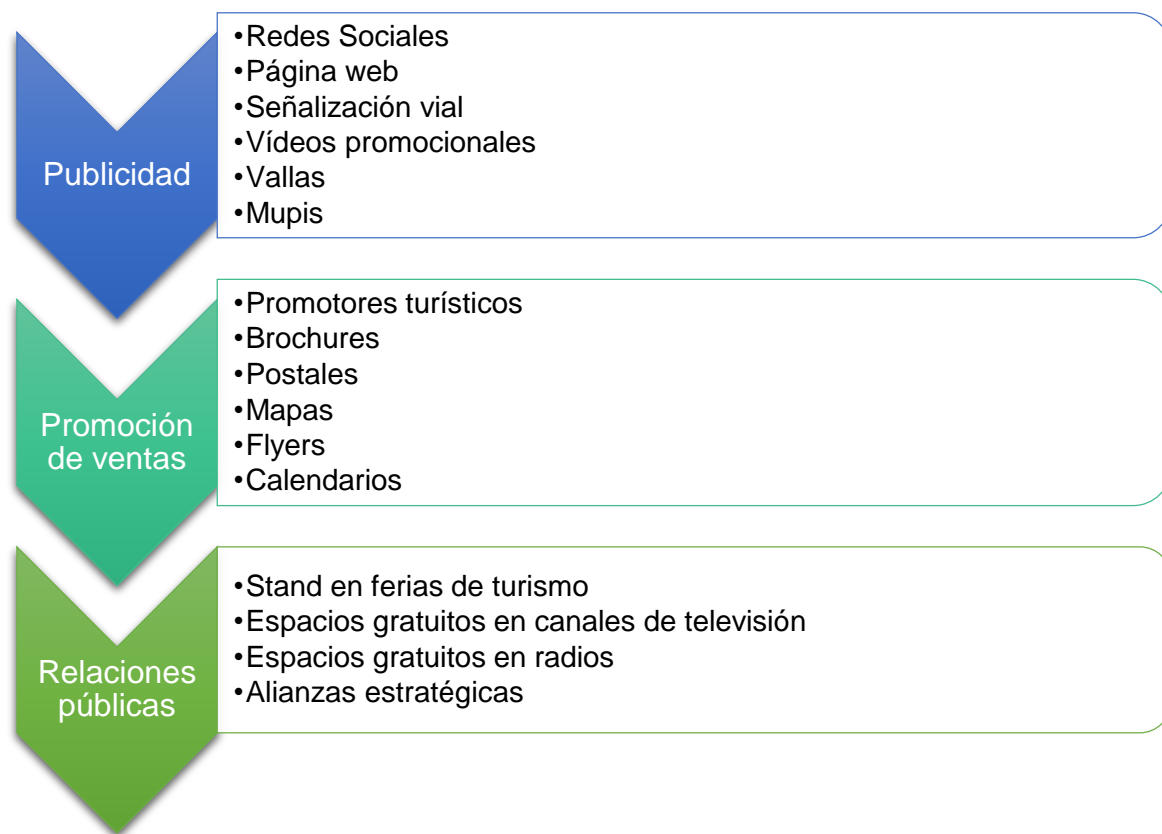 Publicidad
•Redes Sociales
•Página web
•Señalización vial
•Vídeos promocionales
•Vallas
•Mupis
Promoción
de ventas
•Promotores turísticos
•Brochures
•Postales
•Mapas
•Flyers
•Calendarios
Relaciones
públicas
•Stand en ferias de turismo
•Espacios gratuitos en canales de televisión
•Espacios gratuitos en radios
•Alianzas estratégicas